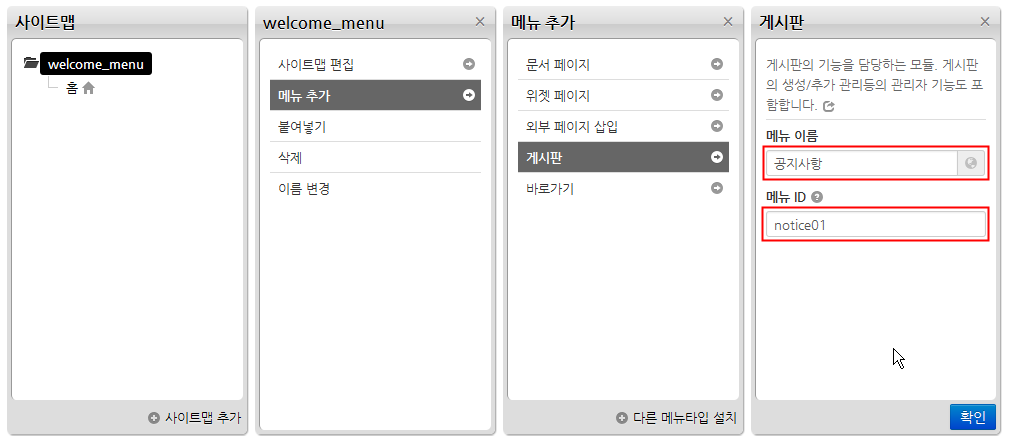 사이트맵
welcome_menu
홈
사이트맵 추가
welcome_menu ×
사이트맵 편집
메뉴 추가
붙여넣기
삭제
이름 변경
메뉴 추가 ×
문서 페이지
위젯 페이지
외부 페이지 삽입
게시판
바로가기
다른 메뉴타입 설치
게시판 ×
게시판의 기능을 담당하는 모듈. 게시판
의 생성/추가 관리등의 관리자 기능도 포
함합니다.
메뉴 이름
공지사항
메뉴 ID ?
notice01
확인